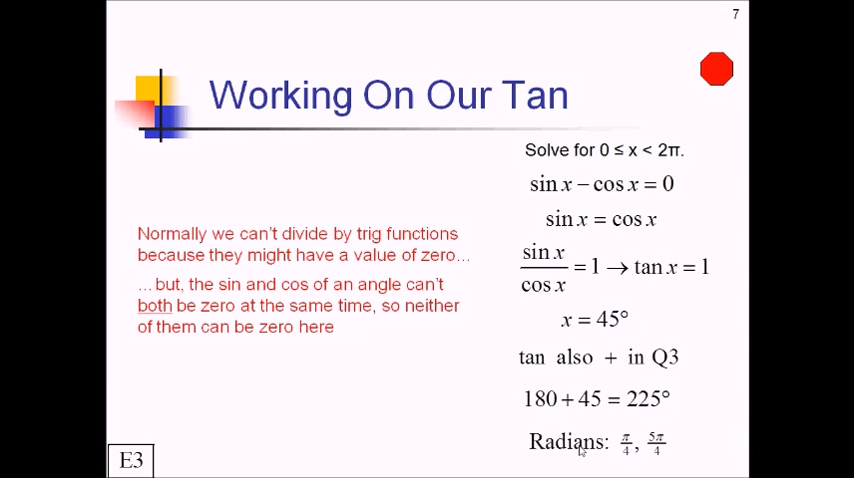 7
Working On Our Tan
Solve for 0 ≤ x < 2π.
sin x − cos x = 0
sin x = cos x
sin x / cos x = 1 → tan x = 1
x = 45°
tan also + in Q3
180 + 45 = 225°
Radians: π/4, 5π/4
Normally we can't divide by trig functions
because they might have a value of zero…
…but, the sin and cos of an angle can't
both be zero at the same time, so neither
of them can be zero here
E3